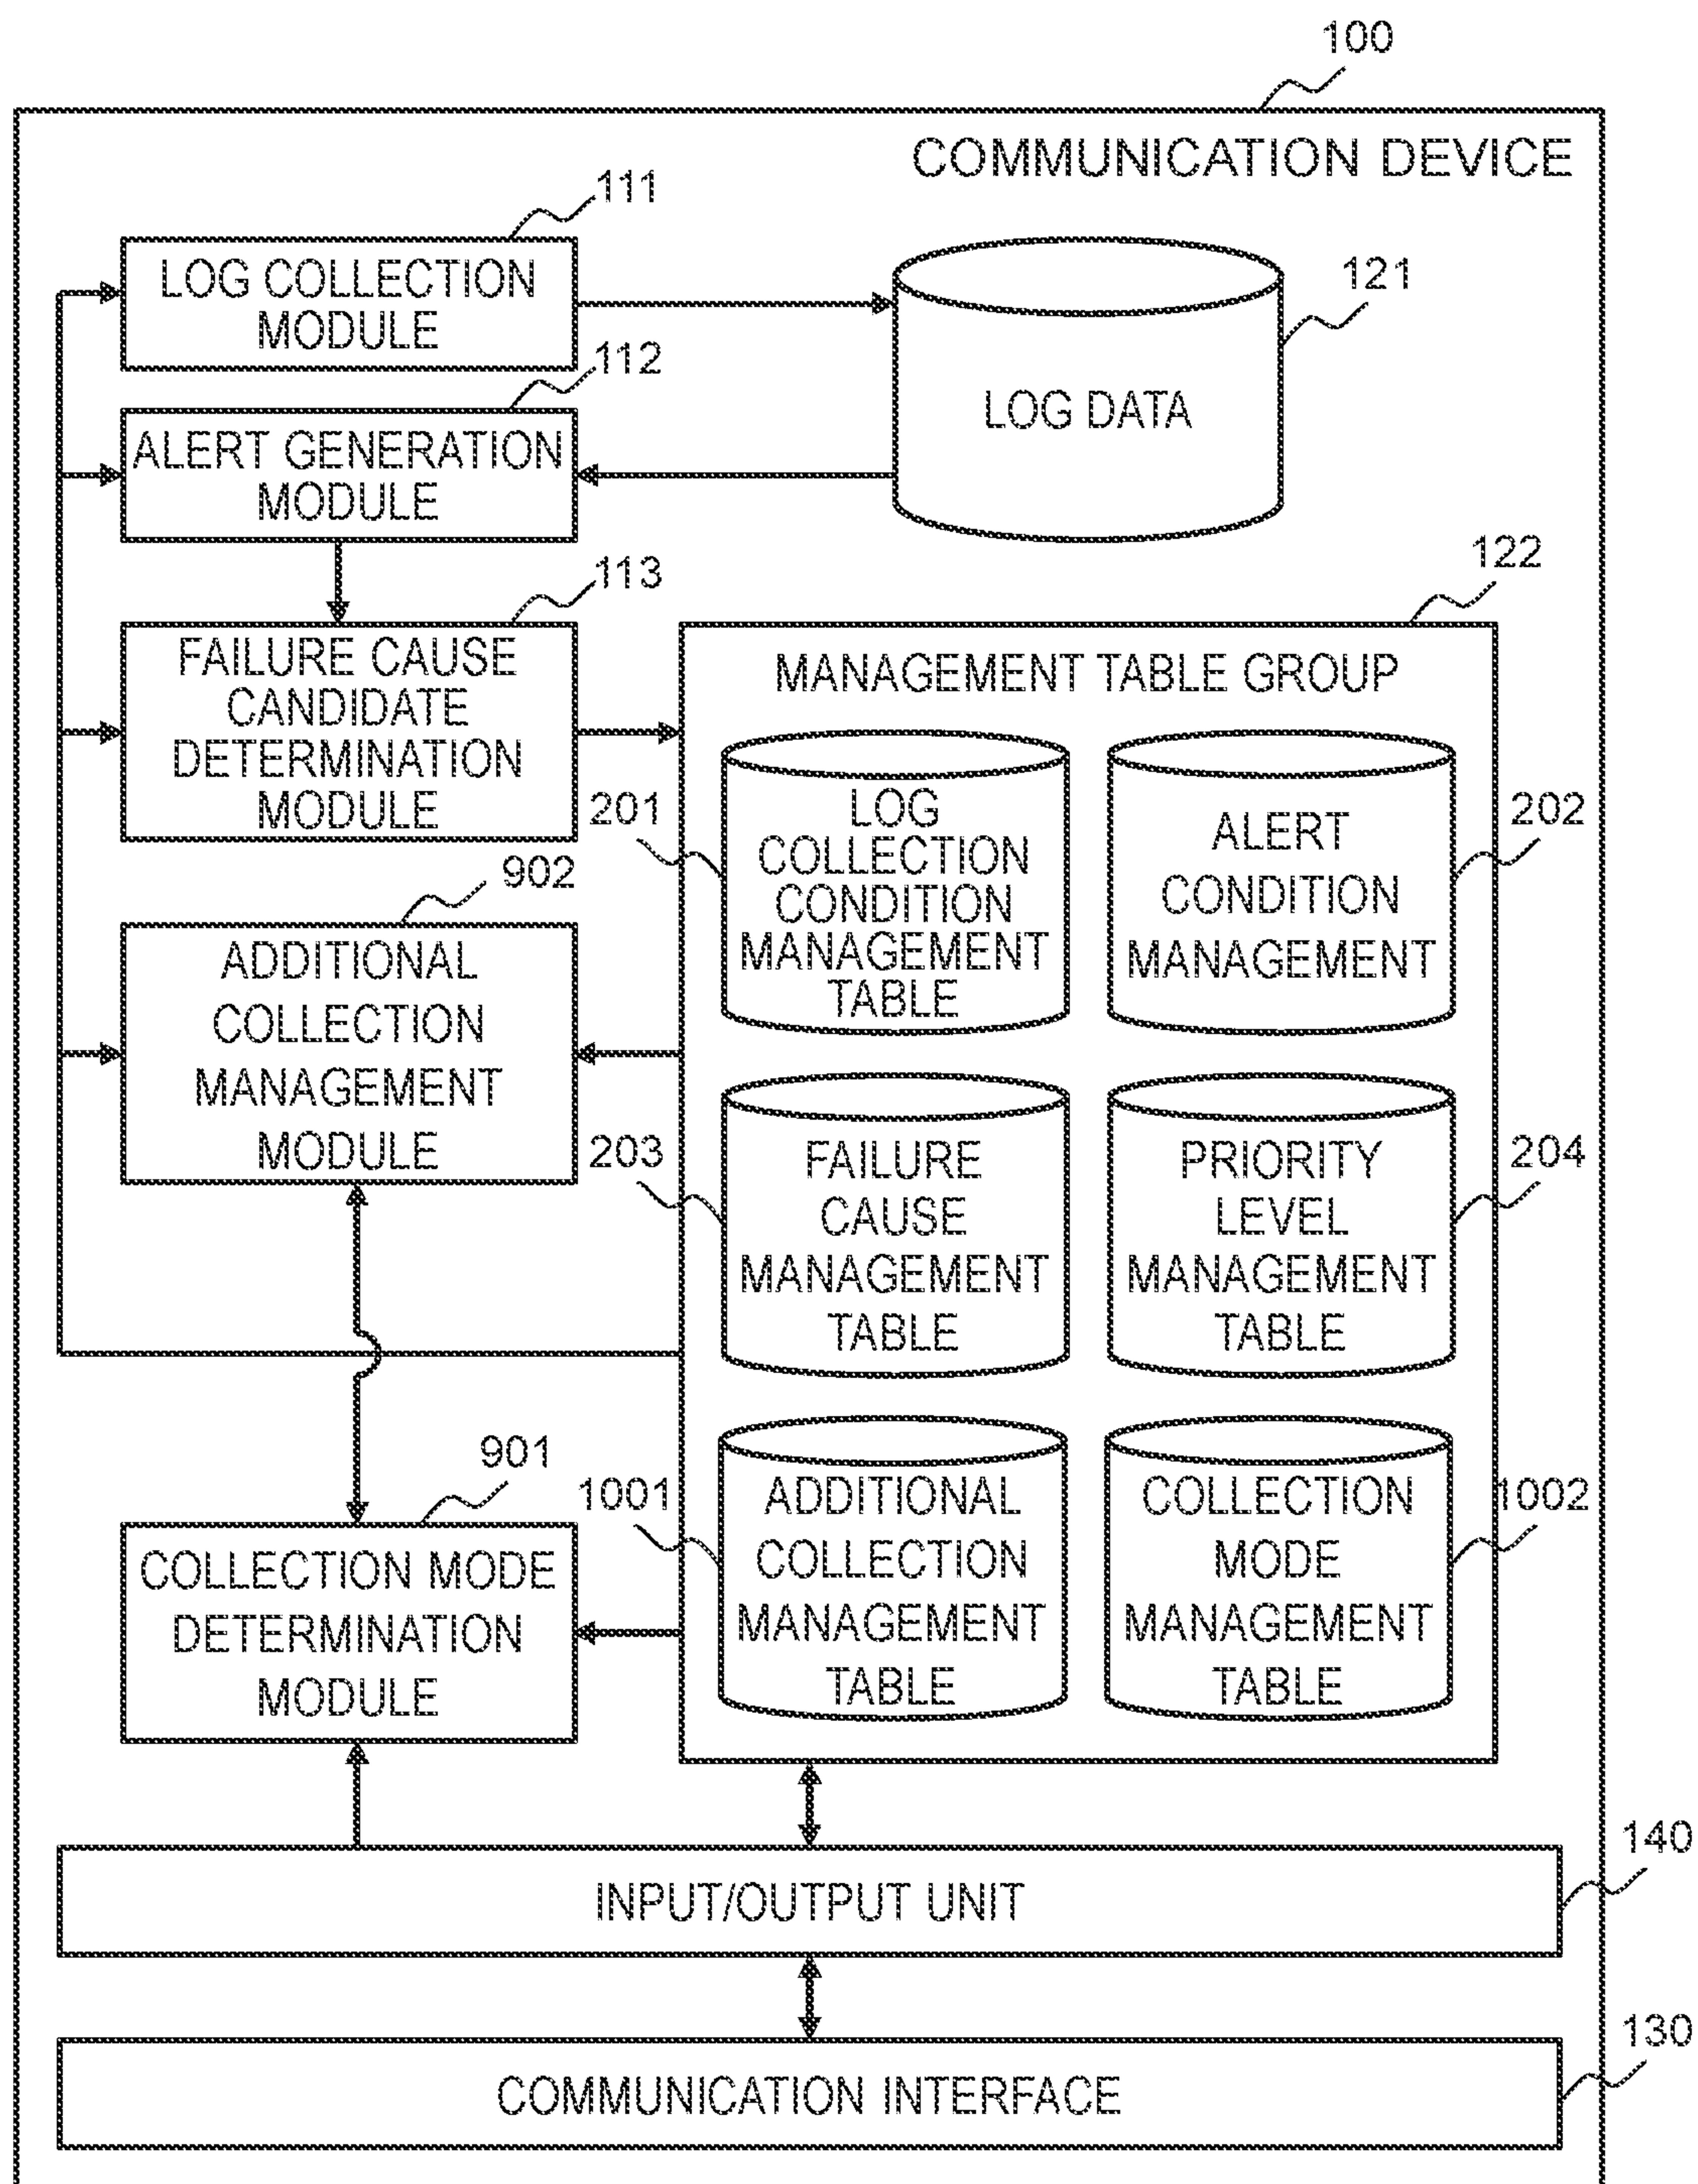 100
COMMUNICATION DEVICE
111
LOG COLLECTION
MODULE
121
LOG DATA
112
ALERT GENERATION
MODULE
113
FAILURE CAUSE
CANDIDATE
DETERMINATION
MODULE
122
MANAGEMENT TABLE GROUP
201
LOG
COLLECTION
CONDITION
MANAGEMENT
TABLE
202
ALERT
CONDITION
MANAGEMENT
902
ADDITIONAL
COLLECTION
MANAGEMENT
MODULE
203
FAILURE
CAUSE
MANAGEMENT
TABLE
204
PRIORITY
LEVEL
MANAGEMENT
TABLE
901
COLLECTION MODE
DETERMINATION
MODULE
1001
ADDITIONAL
COLLECTION
MANAGEMENT
TABLE
1002
COLLECTION
MODE
MANAGEMENT
TABLE
140
INPUT/OUTPUT UNIT
130
COMMUNICATION INTERFACE